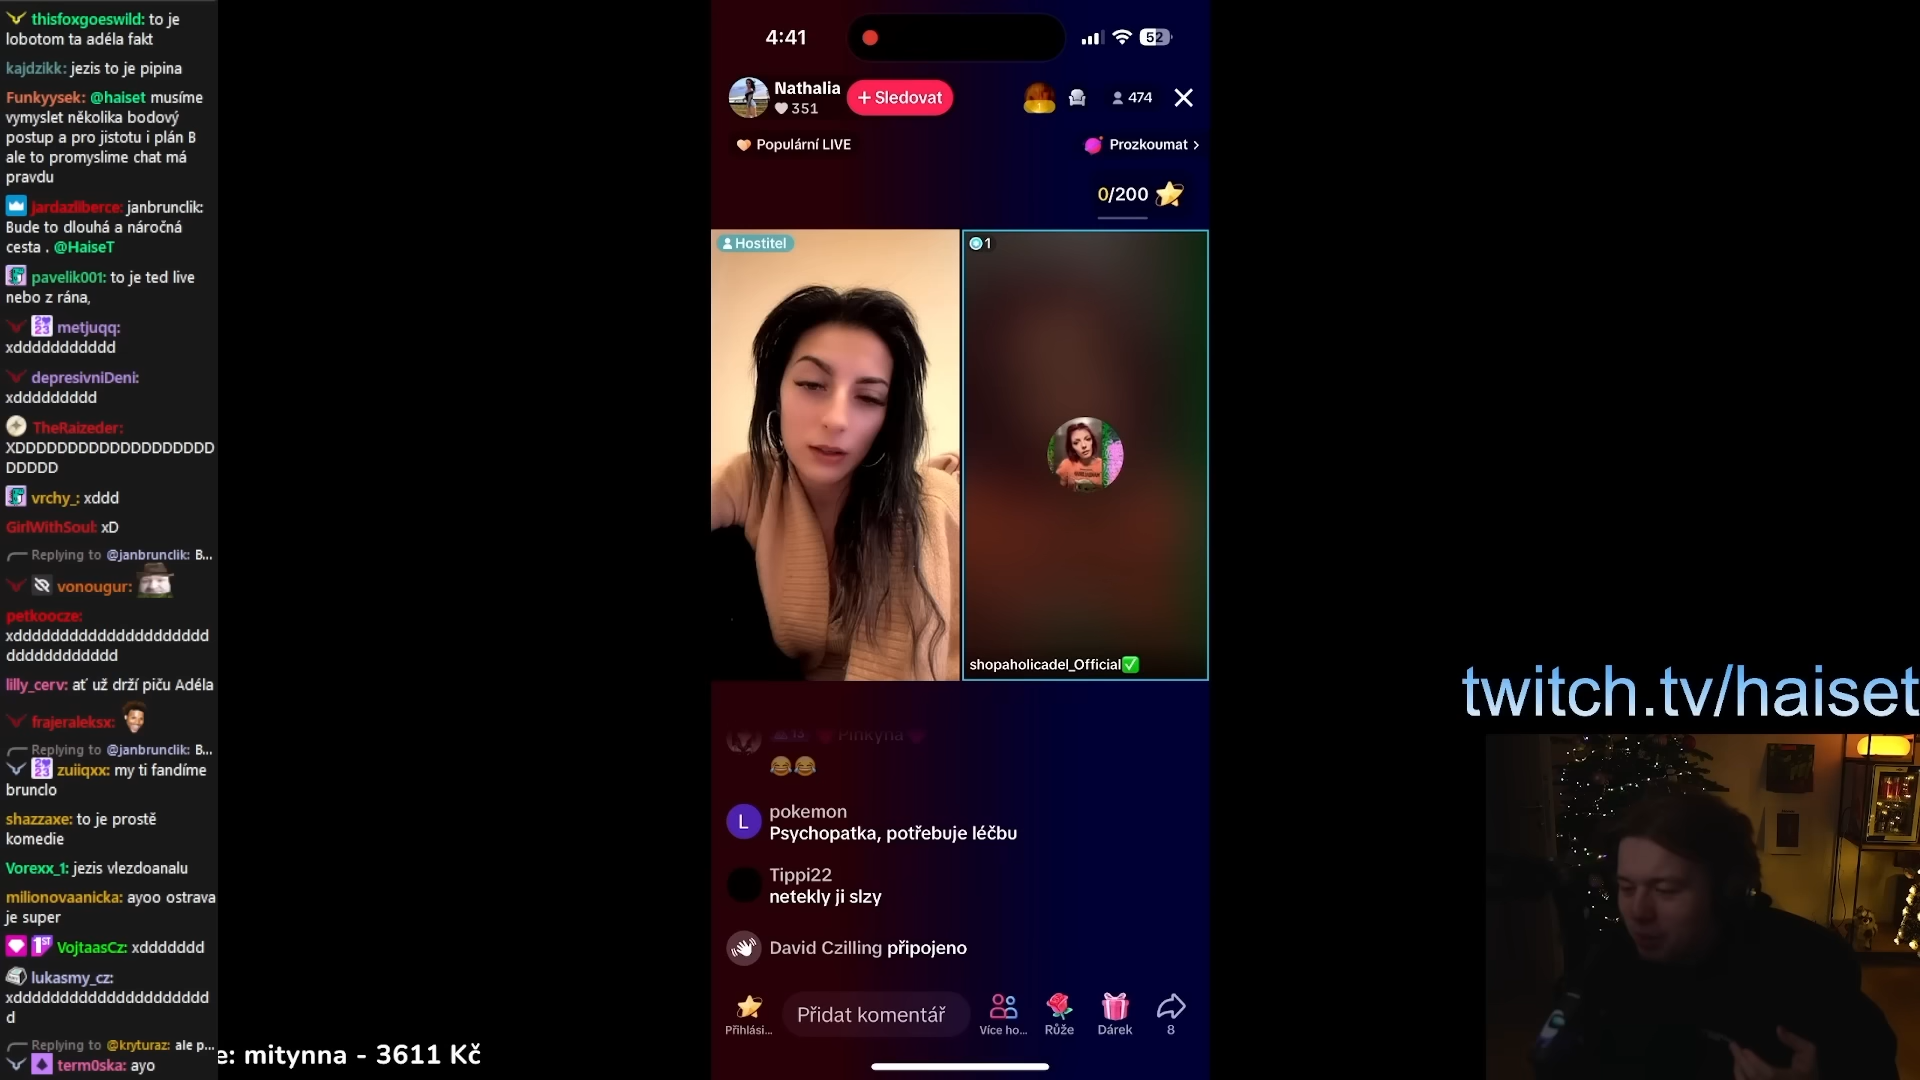 thisfoxgoeswild: to je
lobotom ta adéla fakt
kajdzikk: jezis to je pipina
Funkyysek: @haiset musíme
vymyslet několika bodový
postup a pro jistotu i plán B
ale to promyslime chat má
pravdu
jardazliberce: janbrunclik:
Bude to dlouhá a náročná
cesta . @HaiseT
pavelik001: to je ted live
nebo z rána,
metjuqq:
xddddddddddd
depresivniDeni:
xddddddddd
TheRaizeder:
XDDDDDDDDDDDDDDDDDDD
DDDDD
vrchy_: xddd
GirlWithSoul: xD
Replying to @janbrunclik: B...
vonougur:
petkoocze:
xddddddddddddddddddddd
dddddddddddd
lilly_cerv: ať už drží piču Adéla
frajeraleksx:
Replying to @janbrunclik: B...
zuiiqxx: my ti fandíme
brunclo
shazzaxe: to je prostě
komedie
Vorexx_1: jezis vlezdoanalu
milionovaanicka: ayoo ostrava
je super
1ST VojtaasCz: xddddddd
lukasmy_cz:
xddddddddddddddddddddd
d
Replying to @kryturaz: ale p...
term0ska: ayo
e: mitynna - 3611 Kč
4:41
52
Nathalia
351
+ Sledovat
474
Populární LIVE
Prozkoumat >
0/200
Hostitel
1
shopaholicadel_Official
13 Pinkyna
pokemon
L
Psychopatka, potřebuje léčbu
Tippi22
netekly ji slzy
David Czilling připojeno
Přihlási...
Přidat komentář
Více ho...
Růže
Dárek
8
twitch.tv/haiset